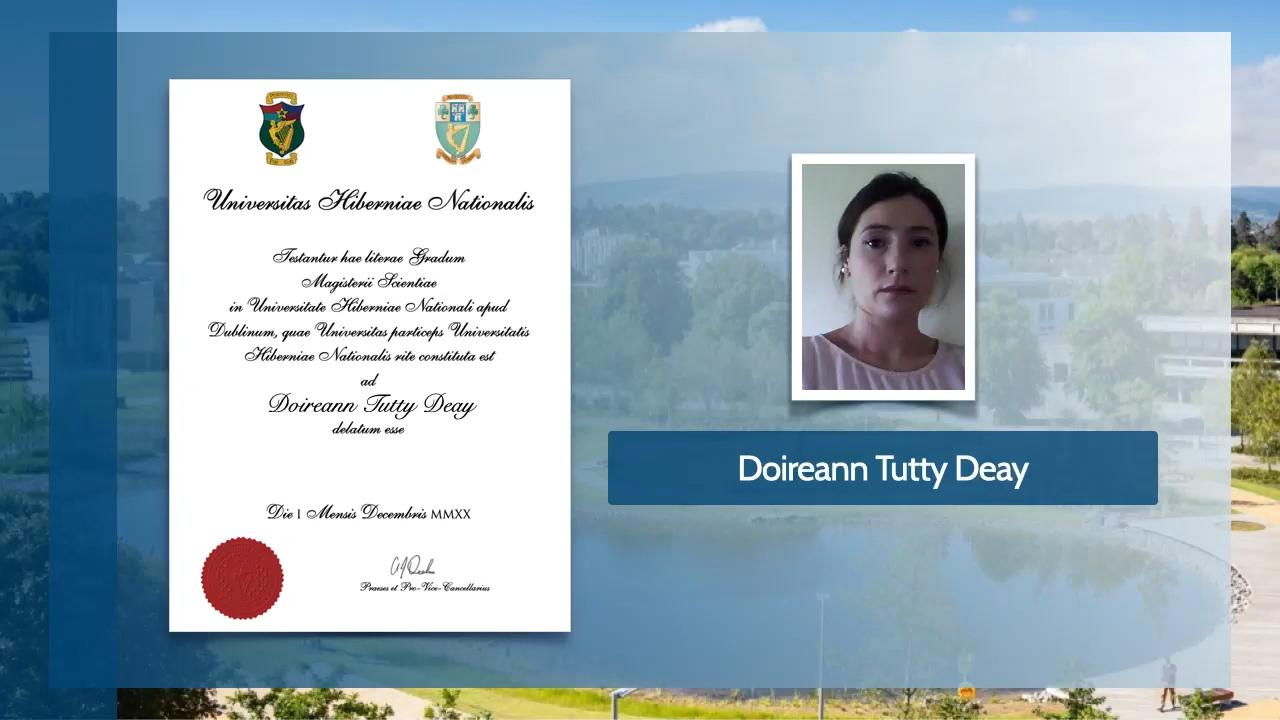 Universitas Hiberniae Nationalis
Testantur hae literae Gradum
Magisterii Scientiae
in Universitate Hiberniae Nationali apud
Dublinum, quae Universitas particeps Universitatis
Hiberniae Nationalis rite constituta est
ad
Doireann Tutty Deay
delatum esse
Die I Mensis Decembris MMXX
Praeses et Pro-Vice-Cancellarius
Doireann Tutty Deay